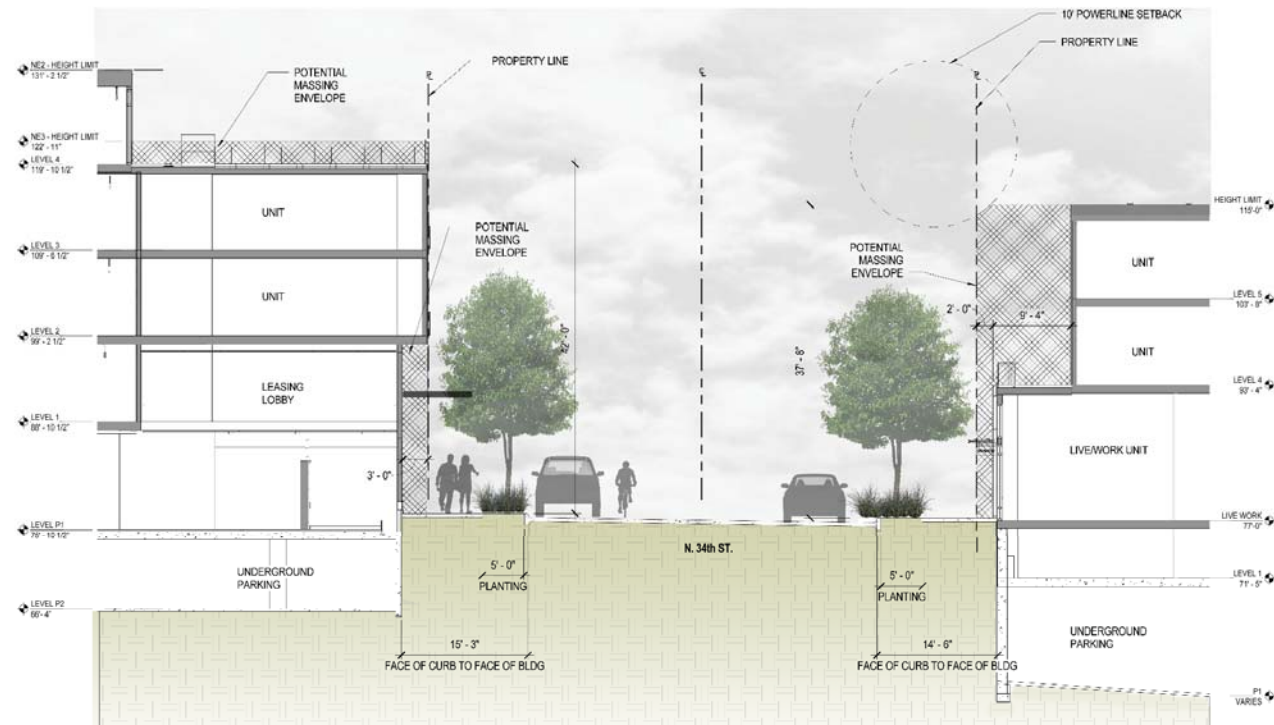 10' POWERLINE SETBACK
PROPERTY LINE
PROPERTY LINE
POTENTIAL
MASSING
ENVELOPE
NE2 - HEIGHT LIMIT
131' - 2 1/2"
NE3 - HEIGHT LIMIT
122' - 11"
LEVEL 4
119' - 10 1/2"
UNIT
LEVEL 3
109' - 6 1/2"
UNIT
LEVEL 2
99' - 2 1/2"
LEASING
LOBBY
LEVEL 1
88' - 10 1/2"
3' - 0"
LEVEL P1
76' - 10 1/2"
UNDERGROUND
PARKING
LEVEL P2
66' - 4"
POTENTIAL
MASSING
ENVELOPE
42' - 0"
37' - 8"
POTENTIAL
MASSING
ENVELOPE
2' - 0"
9' - 4"
HEIGHT LIMIT
115'-0"
UNIT
LEVEL 5
103' - 8"
UNIT
LEVEL 4
93' - 4"
LIVE/WORK UNIT
LIVE WORK
77'-0"
LEVEL 1
71' - 5"
UNDERGROUND
PARKING
P1
VARIES
N. 34th ST.
5' - 0"
PLANTING
5' - 0"
PLANTING
15' - 3"
FACE OF CURB TO FACE OF BLDG
14' - 6"
FACE OF CURB TO FACE OF BLDG